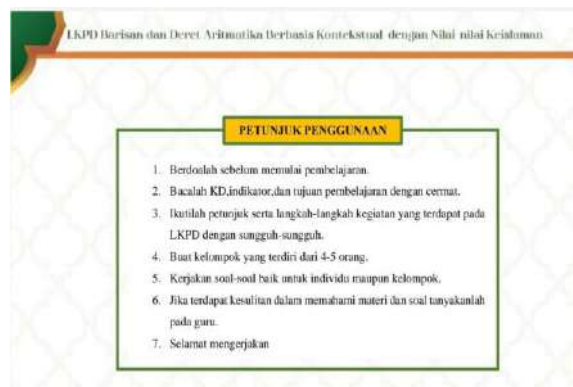 LKPD Barisan dan Deret Aritmatika Berbasis Kontekstual dengan Nilai-nilai Keislaman
PETUNJUK PENGGUNAAN
1. Berdoalah sebelum memulai pembelajaran.
2. Bacalah KD,indikator,dan tujuan pembelajaran dengan cermat.
3. Ikutilah petunjuk serta langkah-langkah kegiatan yang terdapat pada
LKPD dengan sungguh-sungguh.
4. Buat kelompok yang terdiri dari 4-5 orang.
5. Kerjakan soal-soal baik untuk individu maupun kelompok.
6. Jika terdapat kesulitan dalam memahami materi dan soal tanyakanlah
pada guru.
7. Selamat mengerjakan